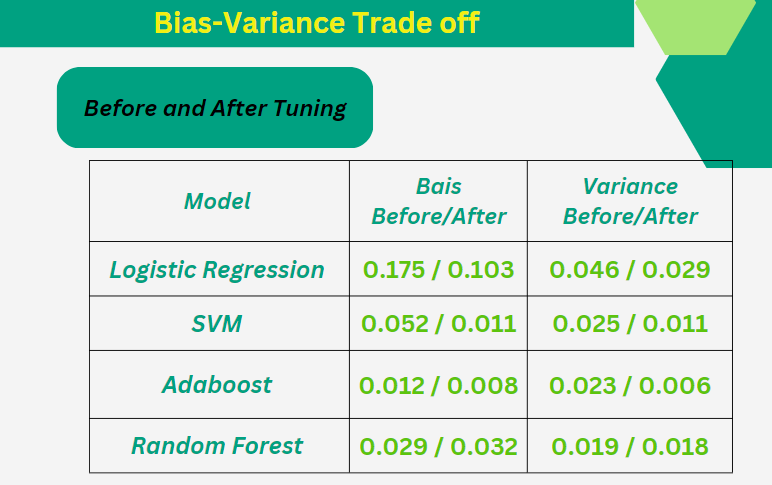 Bias-Variance Trade off
Before and After Tuning
Model
Bais
Before/After
Variance
Before/After
Logistic Regression
0.175 / 0.103
0.046 / 0.029
SVM
0.052 / 0.011
0.025 / 0.011
Adaboost
0.012 / 0.008
0.023 / 0.006
Random Forest
0.029 / 0.032
0.019 / 0.018